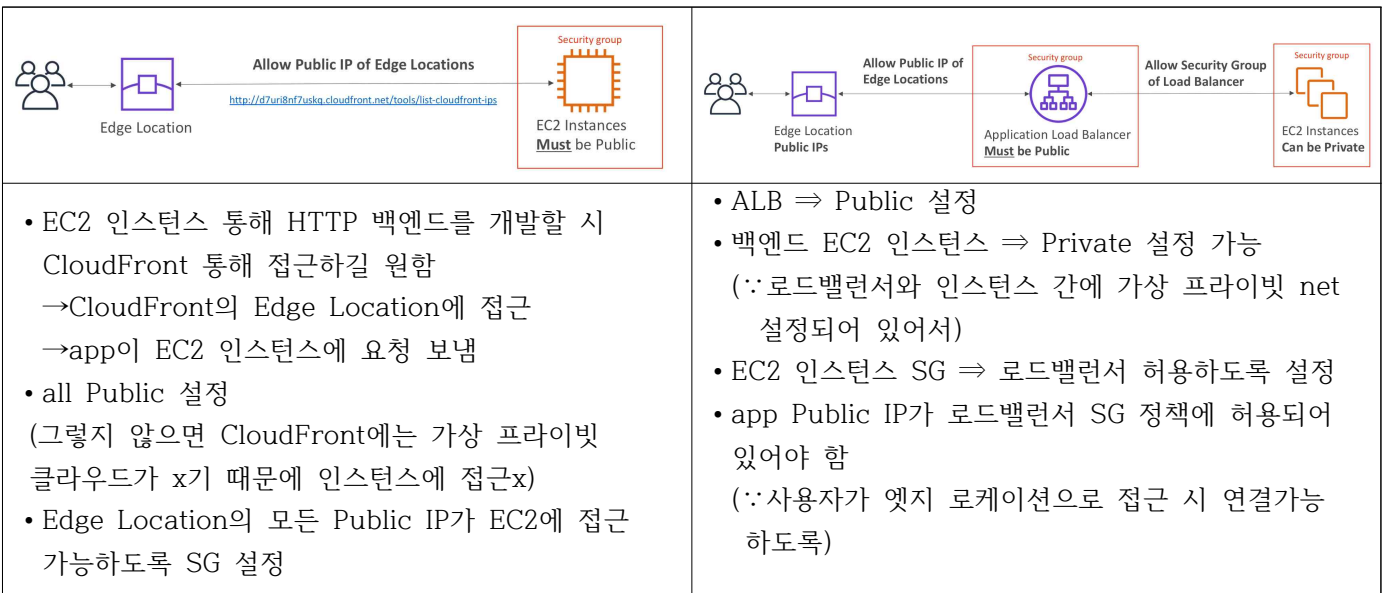 Security group
Allow Public IP of Edge Locations
http://d7uri8nf7uskq.cloudfront.net/tools/list-cloudfront-ips
Edge Location
EC2 Instances
Must be Public
Allow Public IP of
Edge Locations
Security group
Allow Security Group
of Load Balancer
Security group
Edge Location
Public IPs
Application Load Balancer
Must be Public
EC2 Instances
Can be Private
• EC2 인스턴스 통해 HTTP 백엔드를 개발할 시
CloudFront 통해 접근하길 원함
→CloudFront의 Edge Location에 접근
→app이 EC2 인스턴스에 요청 보냄
• all Public 설정
(그렇지 않으면 CloudFront에는 가상 프라이빗
클라우드가 x기 때문에 인스턴스에 접근x)
• Edge Location의 모든 Public IP가 EC2에 접근
가능하도록 SG 설정
• ALB ⇒ Public 설정
• 백엔드 EC2 인스턴스 ⇒ Private 설정 가능
(∵로드밸런서와 인스턴스 간에 가상 프라이빗 net
설정되어 있어서)
• EC2 인스턴스 SG ⇒ 로드밸런서 허용하도록 설정
• app Public IP가 로드밸런서 SG 정책에 허용되어
있어야 함
(∵사용자가 엣지 로케이션으로 접근 시 연결가능
하도록)